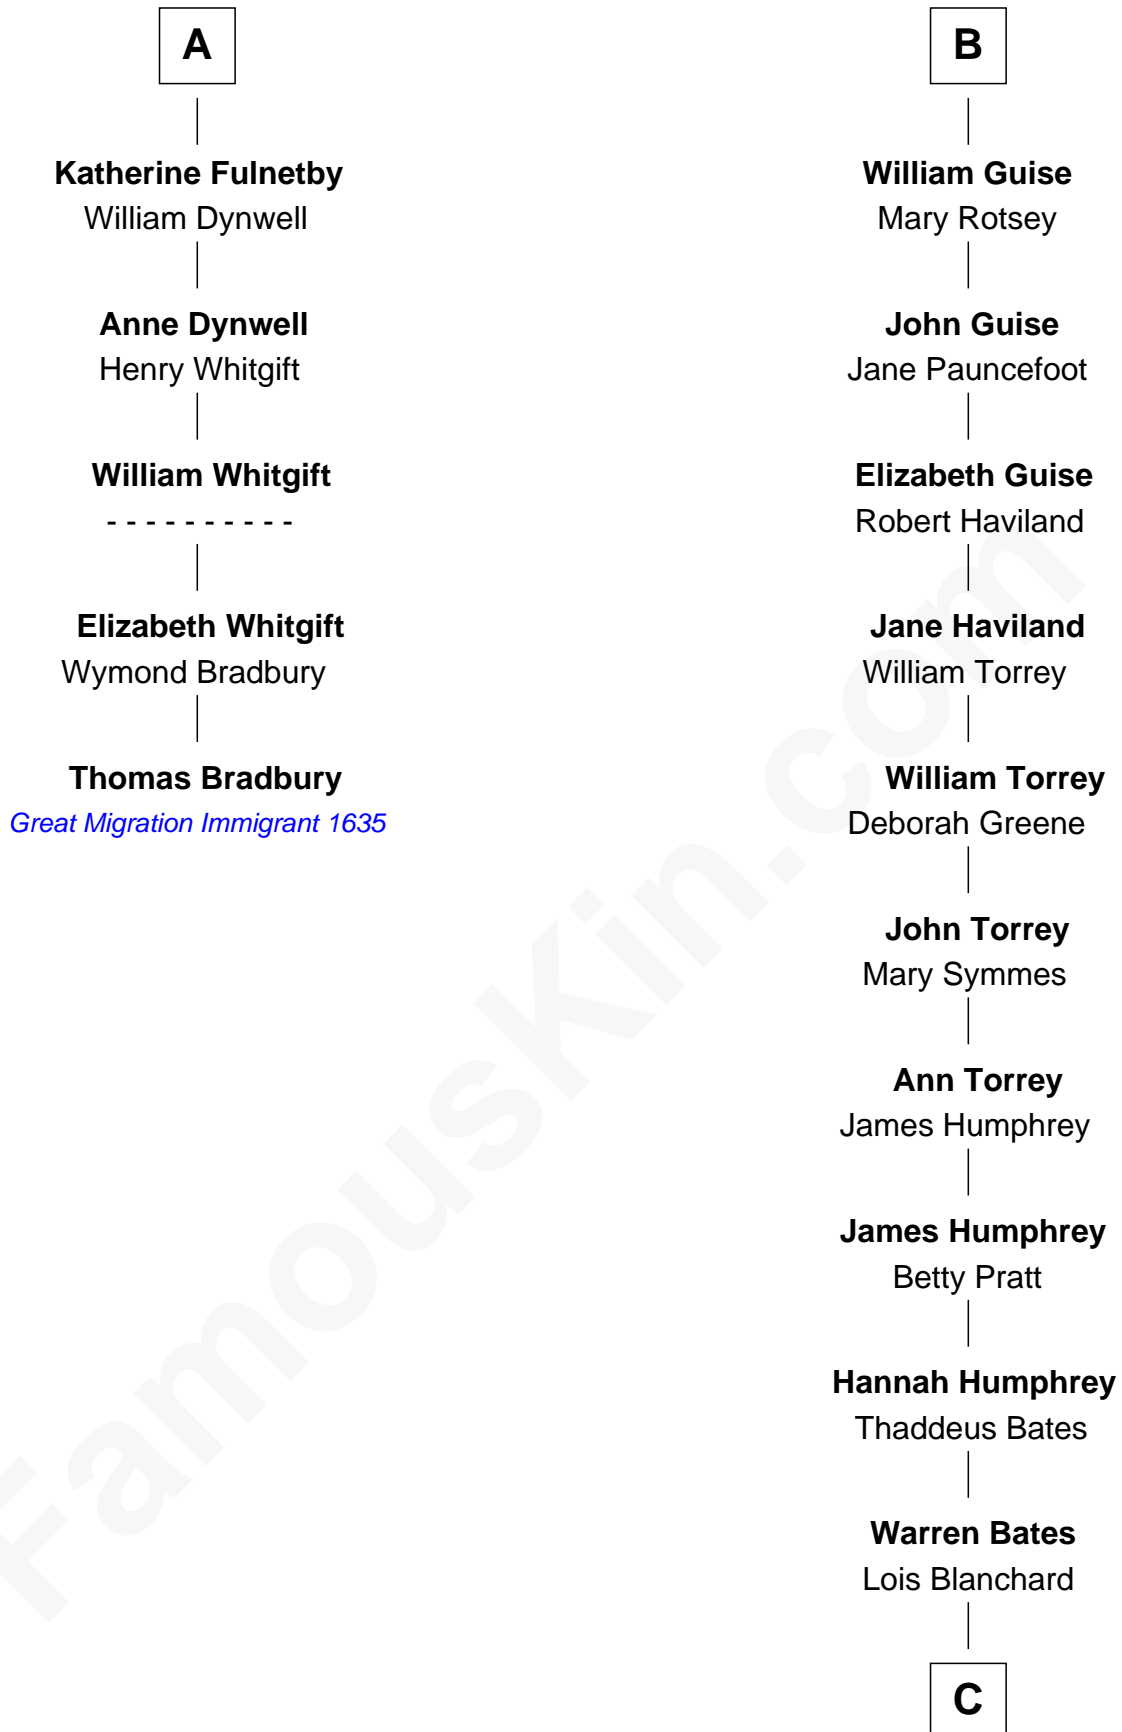 A
Katherine Fulnetby
William Dynwell
Anne Dynwell
Henry Whitgift
William Whitgift
- - - - - - - - - -
Elizabeth Whitgift
Wymond Bradbury
Thomas Bradbury
Great Migration Immigrant 1635
B
William Guise
Mary Rotsey
John Guise
Jane Pauncefoot
Elizabeth Guise
Robert Haviland
Jane Haviland
William Torrey
William Torrey
Deborah Greene
John Torrey
Mary Symmes
Ann Torrey
James Humphrey
James Humphrey
Betty Pratt
Hannah Humphrey
Thaddeus Bates
Warren Bates
Lois Blanchard
C
FamousKin.com